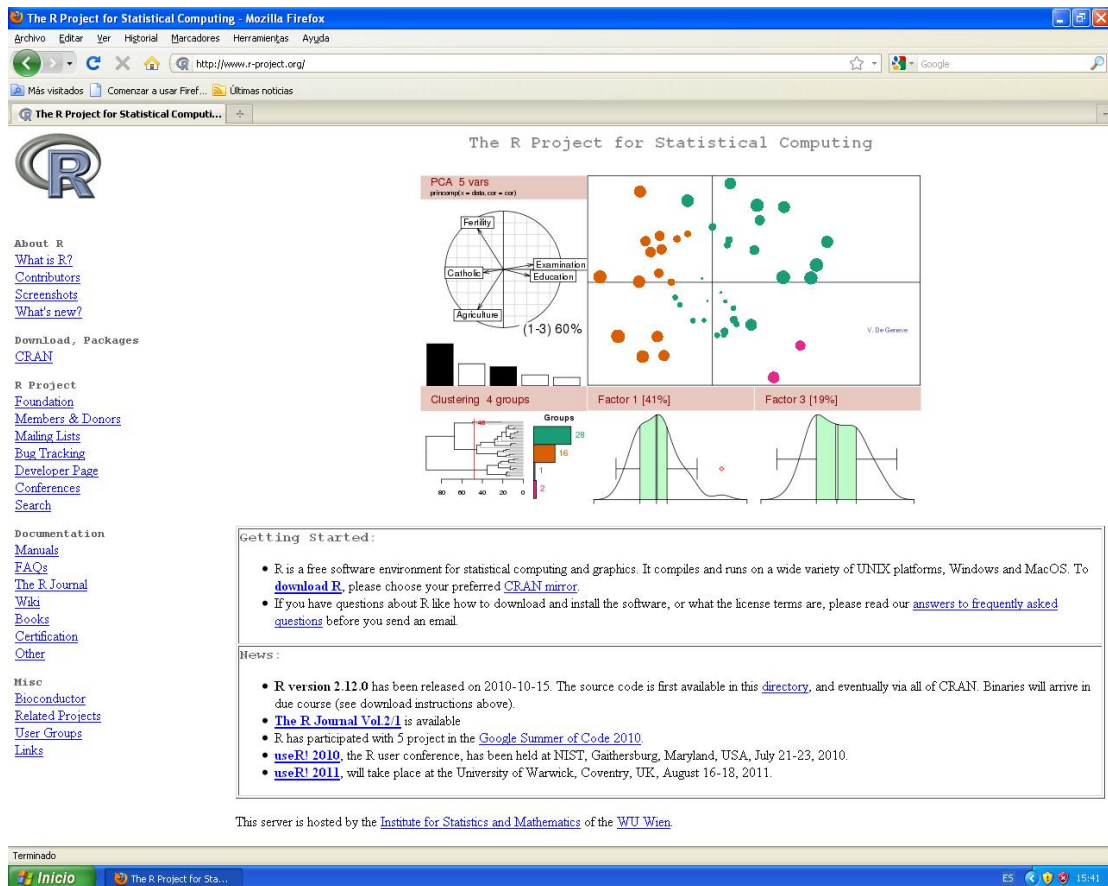 The R Project for Statistical Computing - Mozilla Firefox
Archivo Editar Ver Historial Marcadores Herramientas Ayuda
http://www.r-project.org/
Google
Más visitados Comenzar a usar Firef... Últimas noticias
The R Project for Statistical Computi...
R
The R Project for Statistical Computing
About R
What is R?
Contributors
Screenshots
What's new?
Download, Packages
CRAN
R Project
Foundation
Members & Donors
Mailing Lists
Bug Tracking
Developer Page
Conferences
Search
Documentation
Manuals
FAQs
The R Journal
Wiki
Books
Certification
Other
Misc
Bioconductor
Related Projects
User Groups
Links
PCA 5 vars
princomp(x = data, cor = cor)
Fertility
Catholic
Examination
Education
Agriculture
(1-3) 60%
V. De Geneve
Clustering 4 groups
Factor 1 [41%]
Factor 3 [19%]
Groups
28
16
1
2
80 60 40 20 0
Getting Started:
• R is a free software environment for statistical computing and graphics. It compiles and runs on a wide variety of UNIX platforms, Windows and MacOS. To
download R, please choose your preferred CRAN mirror.
• If you have questions about R like how to download and install the software, or what the license terms are, please read our answers to frequently asked
questions before you send an email.
News:
• R version 2.12.0 has been released on 2010-10-15. The source code is first available in this directory, and eventually via all of CRAN. Binaries will arrive in
due course (see download instructions above).
• The R Journal Vol.2/1 is available
• R has participated with 5 project in the Google Summer of Code 2010.
• useR! 2010, the R user conference, has been held at NIST, Gaithersburg, Maryland, USA, July 21-23, 2010.
• useR! 2011, will take place at the University of Warwick, Coventry, UK, August 16-18, 2011.
This server is hosted by the Institute for Statistics and Mathematics of the WU Wien.
Terminado
Inicio
The R Project for Sta...
ES
15:41